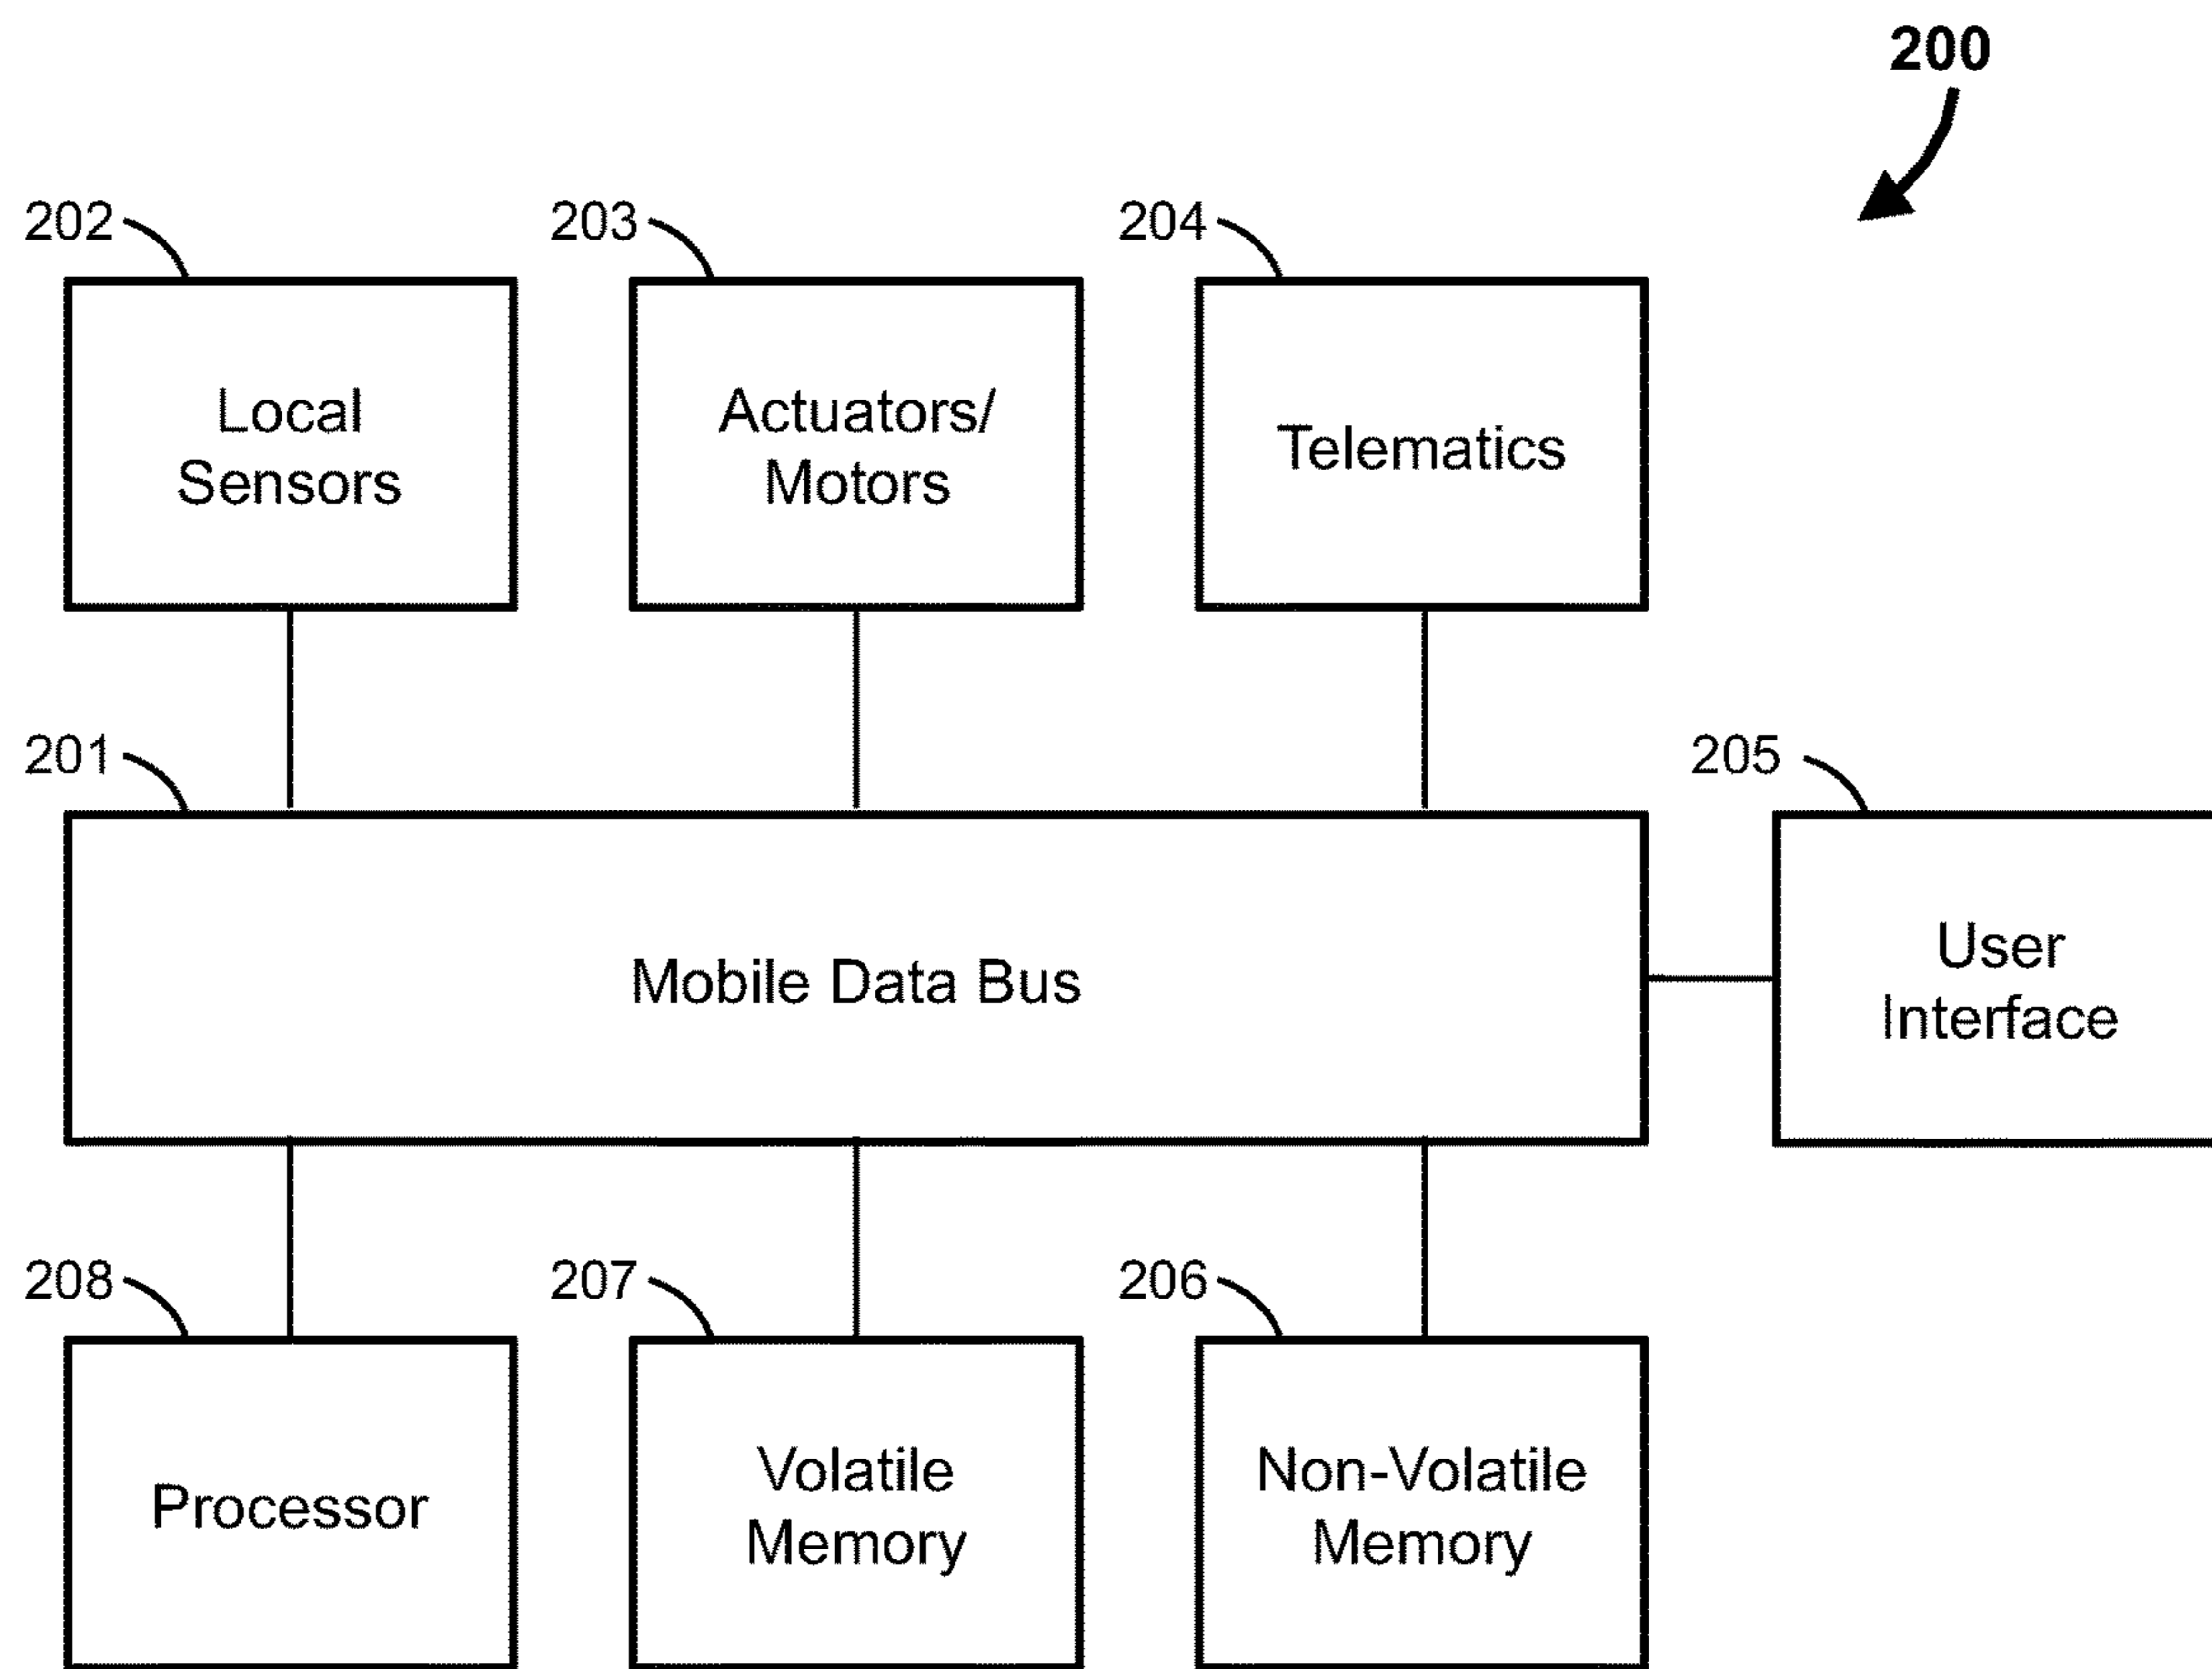 200
202
203
204
Local
Sensors
Actuators/
Motors
Telematics
201
205
Mobile Data Bus
User
Interface
208
207
206
Processor
Volatile
Memory
Non-Volatile
Memory